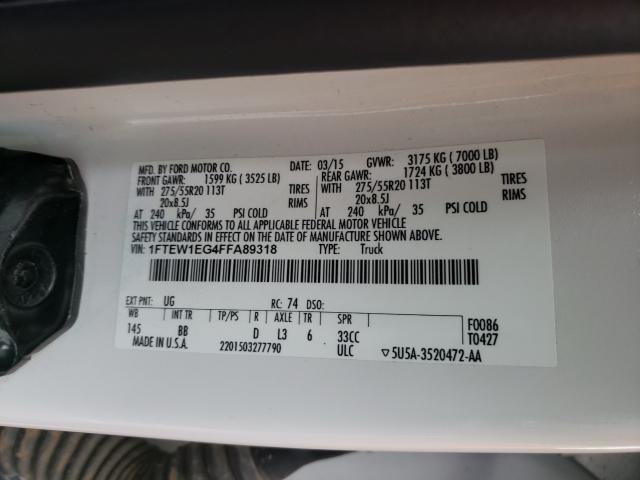 MFD. BY FORD MOTOR CO. 03/15 GVWR: 3175 KG ( 7000 LB)
FRONT GAWR: 1599 KG ( 3525 LB) REAR GAWR: 1724 KG ( 3800 LB)
WITH 275/55R20 113T TIRES WITH 275/55R20 113T TIRES
20x8.5J RIMS 20x8.5J RIMS
AT 240 kPa/ 35 PSI COLD AT 240 kPa/ 35 PSI COLD
THIS VEHICLE CONFORMS TO ALL APPLICABLE FEDERAL MOTOR VEHICLE
SAFETY STANDARDS IN EFFECT ON THE DATE OF MANUFACTURE SHOWN ABOVE.
VIN: 1FTEW1EG4FFA89318 TYPE: Truck
EXT PNT: UG RC: 74 DSO:
WB INT TR TP/PS R AXLE TR SPR F0086
145 BB D L3 6 33CC T0427
MADE IN U.S.A. 2201503277790 ULC ▽5U5A-3520472-AA